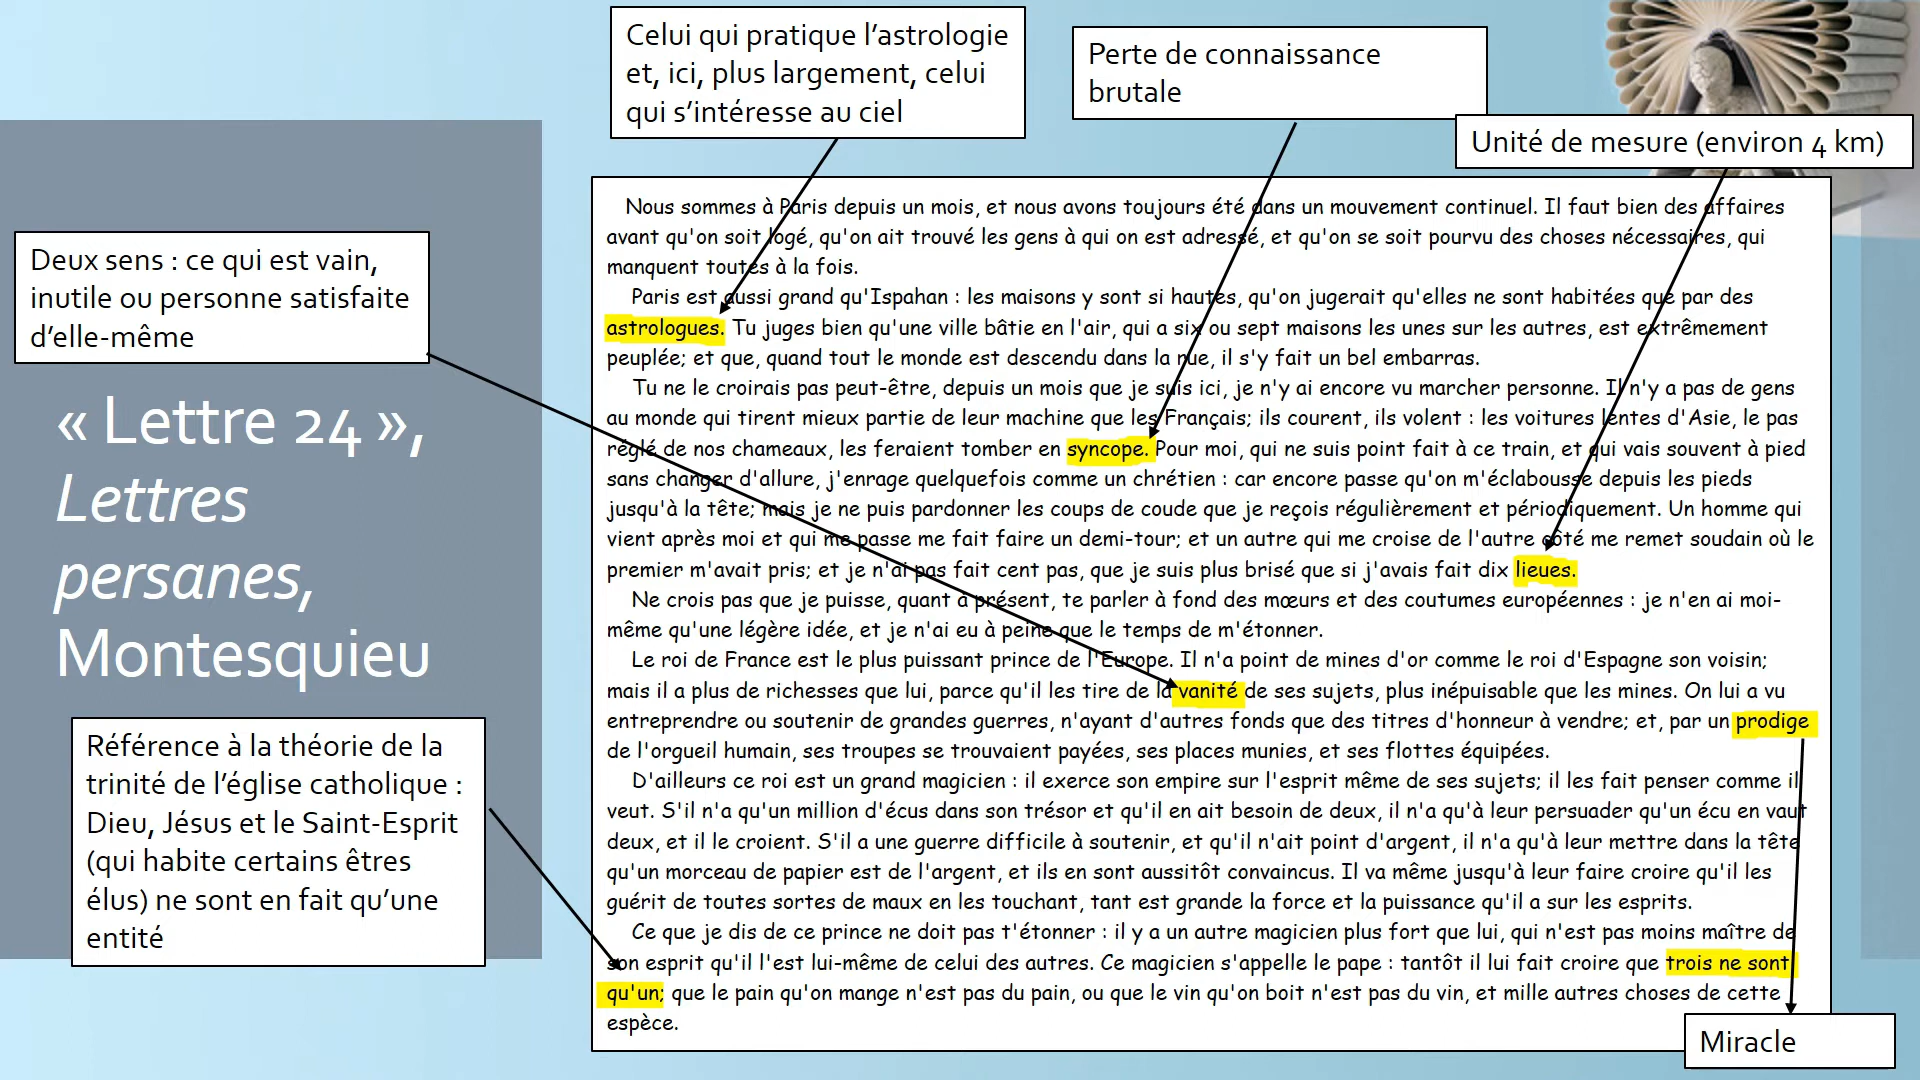 Celui qui pratique l’astrologie
et, ici, plus largement, celui
qui s’intéresse au ciel
Perte de connaissance
brutale
Unité de mesure (environ 4 km)
Deux sens : ce qui est vain,
inutile ou personne satisfaite
d’elle-même
« Lettre 24 »,
Lettres
persanes,
Montesquieu
Référence à la théorie de la
trinité de l’église catholique :
Dieu, Jésus et le Saint-Esprit
(qui habite certains êtres
élus) ne sont en fait qu’une
entité
Nous sommes à Paris depuis un mois, et nous avons toujours été dans un mouvement continuel. Il faut bien des affaires
avant qu'on soit logé, qu'on ait trouvé les gens à qui on est adressé, et qu'on se soit pourvu des choses nécessaires, qui
manquent toutes à la fois.
Paris est aussi grand qu'Ispahan : les maisons y sont si hautes, qu'on jugerait qu'elles ne sont habitées que par des
astrologues. Tu juges bien qu'une ville bâtie en l'air, qui a six ou sept maisons les unes sur les autres, est extrêmement
peuplée; et que, quand tout le monde est descendu dans la rue, il s'y fait un bel embarras.
Tu ne le croirais pas peut-être, depuis un mois que je suis ici, je n'y ai encore vu marcher personne. Il n'y a pas de gens
au monde qui tirent mieux partie de leur machine que les Français; ils courent, ils volent : les voitures lentes d'Asie, le pas
réglé de nos chameaux, les feraient tomber en syncope. Pour moi, qui ne suis point fait à ce train, et qui vais souvent à pied
sans changer d'allure, j'enrage quelquefois comme un chrétien : car encore passe qu'on m'éclabousse depuis les pieds
jusqu'à la tête; mais je ne puis pardonner les coups de coude que je reçois régulièrement et périodiquement. Un homme qui
vient après moi et qui me passe me fait faire un demi-tour; et un autre qui me croise de l'autre côté me remet soudain où le
premier m'avait pris; et je n'ai pas fait cent pas, que je suis plus brisé que si j'avais fait dix lieues.
Ne crois pas que je puisse, quant à présent, te parler à fond des mœurs et des coutumes européennes : je n'en ai moi-
même qu'une légère idée, et je n'ai eu à peine que le temps de m'étonner.
Le roi de France est le plus puissant prince de l'Europe. Il n'a point de mines d'or comme le roi d'Espagne son voisin;
mais il a plus de richesses que lui, parce qu'il les tire de la vanité de ses sujets, plus inépuisable que les mines. On lui a vu
entreprendre ou soutenir de grandes guerres, n'ayant d'autres fonds que des titres d'honneur à vendre; et, par un prodige
de l'orgueil humain, ses troupes se trouvaient payées, ses places munies, et ses flottes équipées.
D'ailleurs ce roi est un grand magicien : il exerce son empire sur l'esprit même de ses sujets; il les fait penser comme il
veut. S'il n'a qu'un million d'écus dans son trésor et qu'il en ait besoin de deux, il n'a qu'à leur persuader qu'un écu en vaut
deux, et il le croient. S'il a une guerre difficile à soutenir, et qu'il n'ait point d'argent, il n'a qu'à leur mettre dans la tête
qu'un morceau de papier est de l'argent, et ils en sont aussitôt convaincus. Il va même jusqu'à leur faire croire qu'il les
guérit de toutes sortes de maux en les touchant, tant est grande la force et la puissance qu'il a sur les esprits.
Ce que je dis de ce prince ne doit pas t'étonner : il y a un autre magicien plus fort que lui, qui n'est pas moins maître de
son esprit qu'il l'est lui-même de celui des autres. Ce magicien s'appelle le pape : tantôt il lui fait croire que trois ne sont
qu'un; que le pain qu'on mange n'est pas du pain, ou que le vin qu'on boit n'est pas du vin, et mille autres choses de cette
espèce.
Miracle